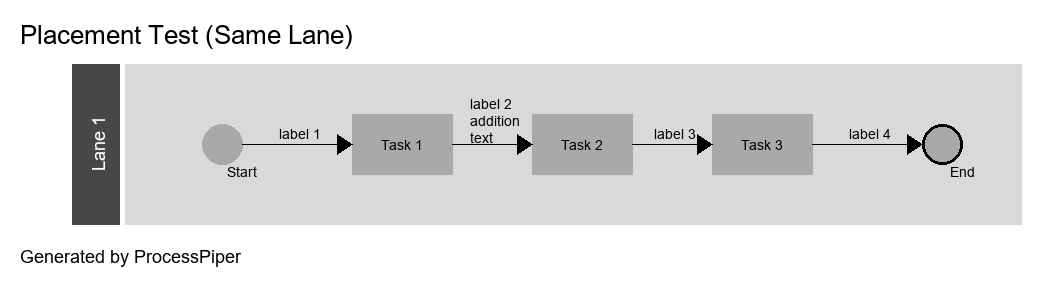 Placement Test (Same Lane)
Lane 1
Start
label 1
Task 1
label 2
addition
text
Task 2
label 3
Task 3
label 4
End
Generated by ProcessPiper